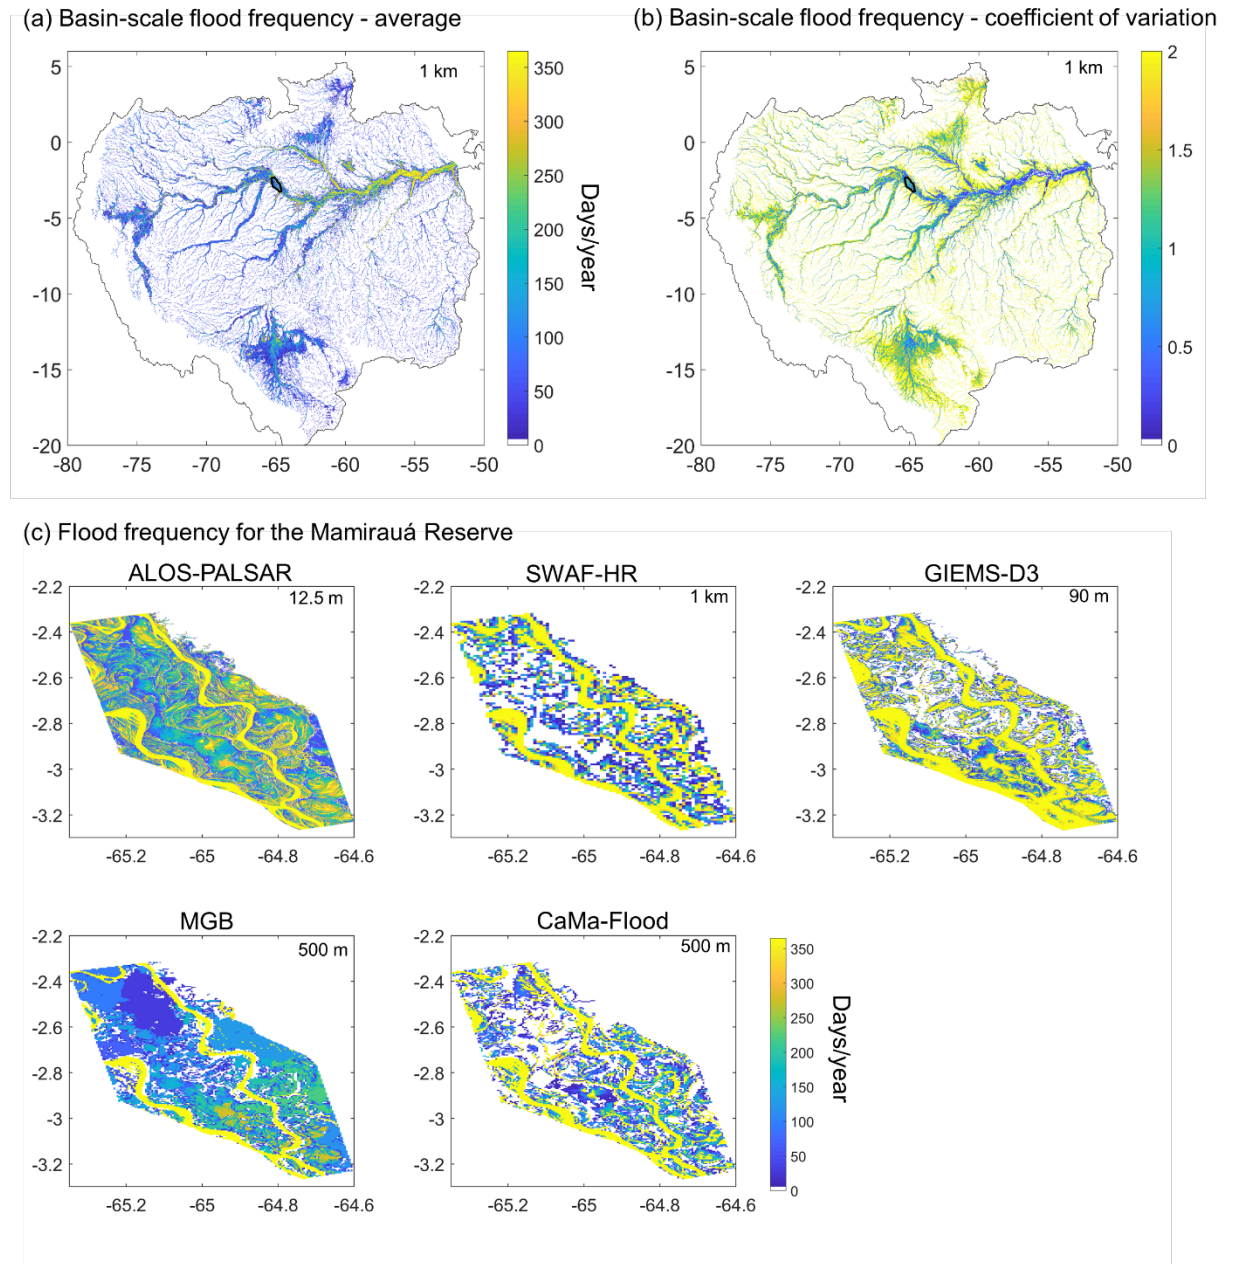 (a) Basin-scale flood frequency - average
(b) Basin-scale flood frequency - coefficient of variation
1 km
5
0
-5
-10
-15
-20
-80 -75 -70 -65 -60 -55 -50
350
300
250
200
150
100
50
0
Days/year
1 km
5
0
-5
-10
-15
-20
-80 -75 -70 -65 -60 -55 -50
2
1.5
1
0.5
0
(c) Flood frequency for the Mamirauá Reserve
ALOS-PALSAR
12.5 m
-2.2
-2.4
-2.6
-2.8
-3
-3.2
-65.2 -65 -64.8 -64.6
SWAF-HR
1 km
-2.2
-2.4
-2.6
-2.8
-3
-3.2
-65.2 -65 -64.8 -64.6
GIEMS-D3
90 m
-2.2
-2.4
-2.6
-2.8
-3
-3.2
-65.2 -65 -64.8 -64.6
MGB
500 m
-2.2
-2.4
-2.6
-2.8
-3
-3.2
-65.2 -65 -64.8 -64.6
CaMa-Flood
500 m
-2.2
-2.4
-2.6
-2.8
-3
-3.2
-65.2 -65 -64.8 -64.6
350
300
250
200
150
100
50
0
Days/year